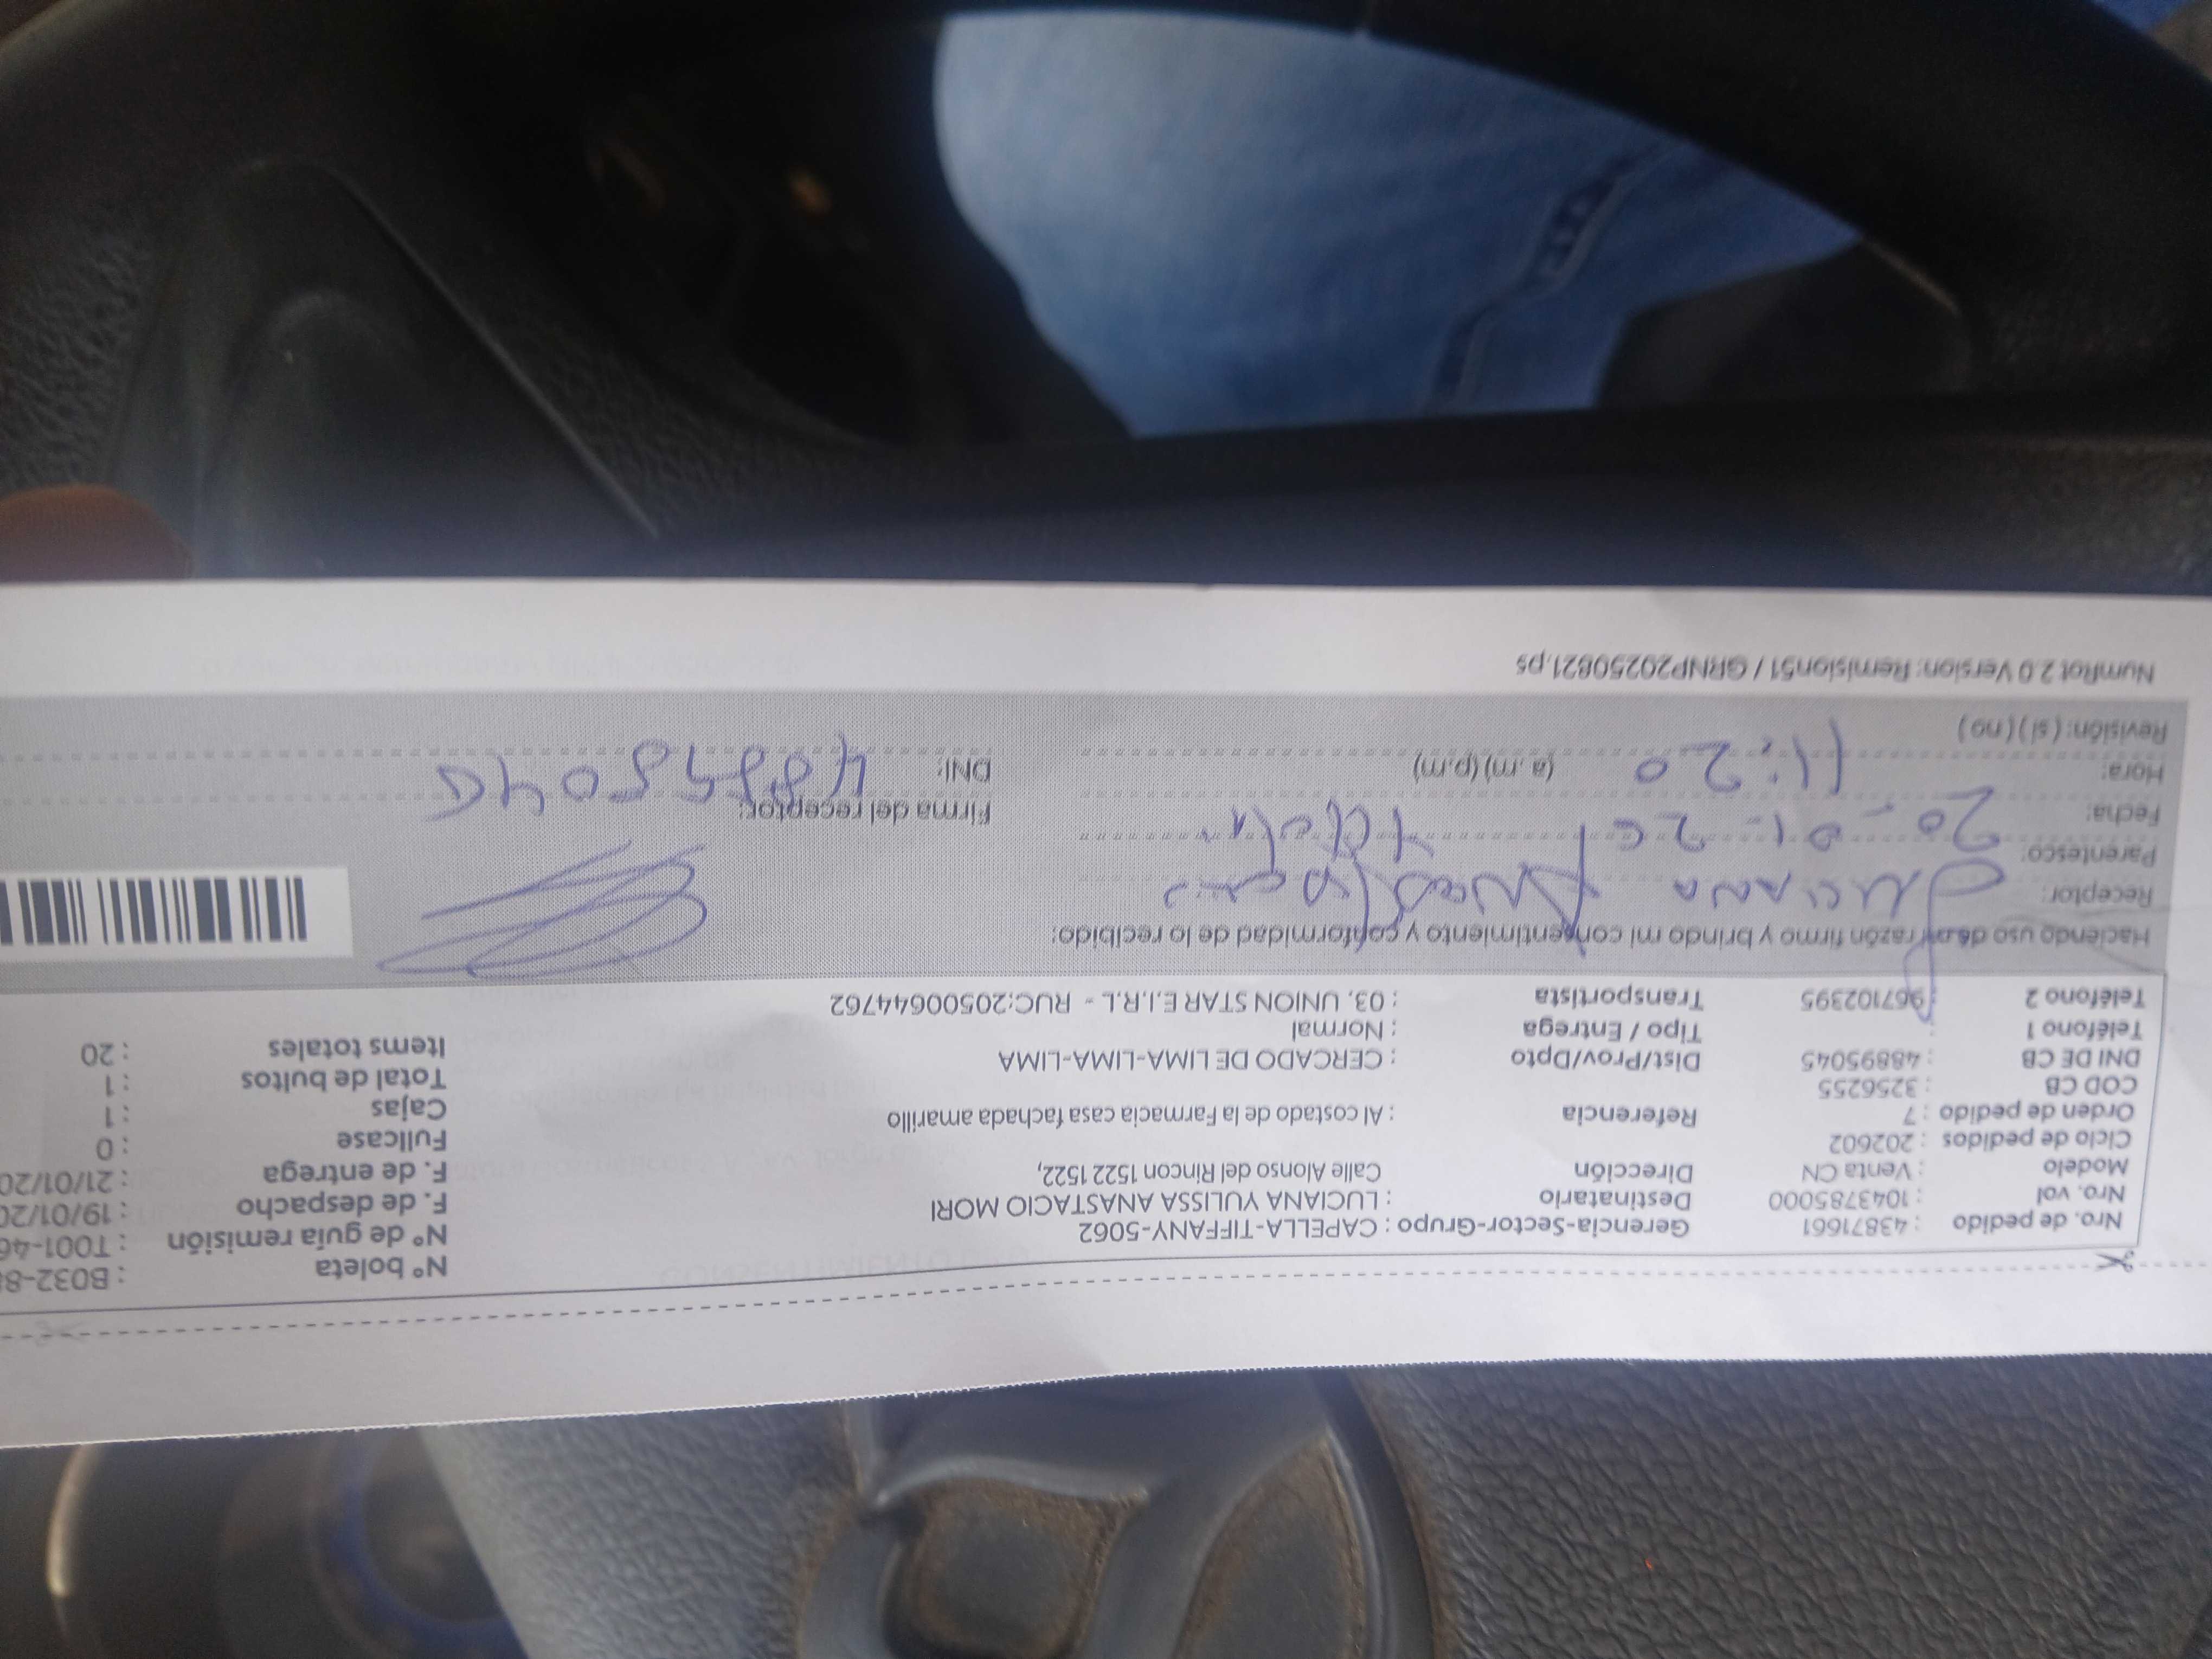 Nº boleta : B032-8
Nº de guía remisión : T001-46
F. de despacho : 19/01/20
F. de entrega : 21/01/20
Fullcase : 0
Cajas : 1
Total de bultos : 1
Items totales : 20
Nro. de pedido : 43871661
Nro. vol : 1043785000
Modelo : Venta CN
Ciclo de pedidos : 202602
Orden de pedido : 7
COD CB : 3256255
DNI DE CB : 48895045
Teléfono 1 :
Teléfono 2 : 967102395
Gerencia-Sector-Grupo : CAPELLA-TIFFANY-5062
Destinatario : LUCIANA YULISSA ANASTACIO MORI
Dirección Calle Alonso del Rincon 1522 1522,
Referencia : Al costado de la Farmacia casa fachada amarillo
Dist/Prov/Dpto : CERCADO DE LIMA-LIMA-LIMA
Tipo / Entrega : Normal
Transportista : 03. UNION STAR E.I.R.L - RUC:20500644762
Haciendo uso de mi razón firmo y brindo mi consentimiento y conformidad de lo recibido:
Receptor: Luciana
Parentesco: Titular
Fecha: 20-01-26
Hora: 11:20 (a.m) (p.m)
Revisión: (si) (no)
Firma del receptor:
DNI:
NumRot 2.0 Version: Remision51 / GRNP20250821.ps